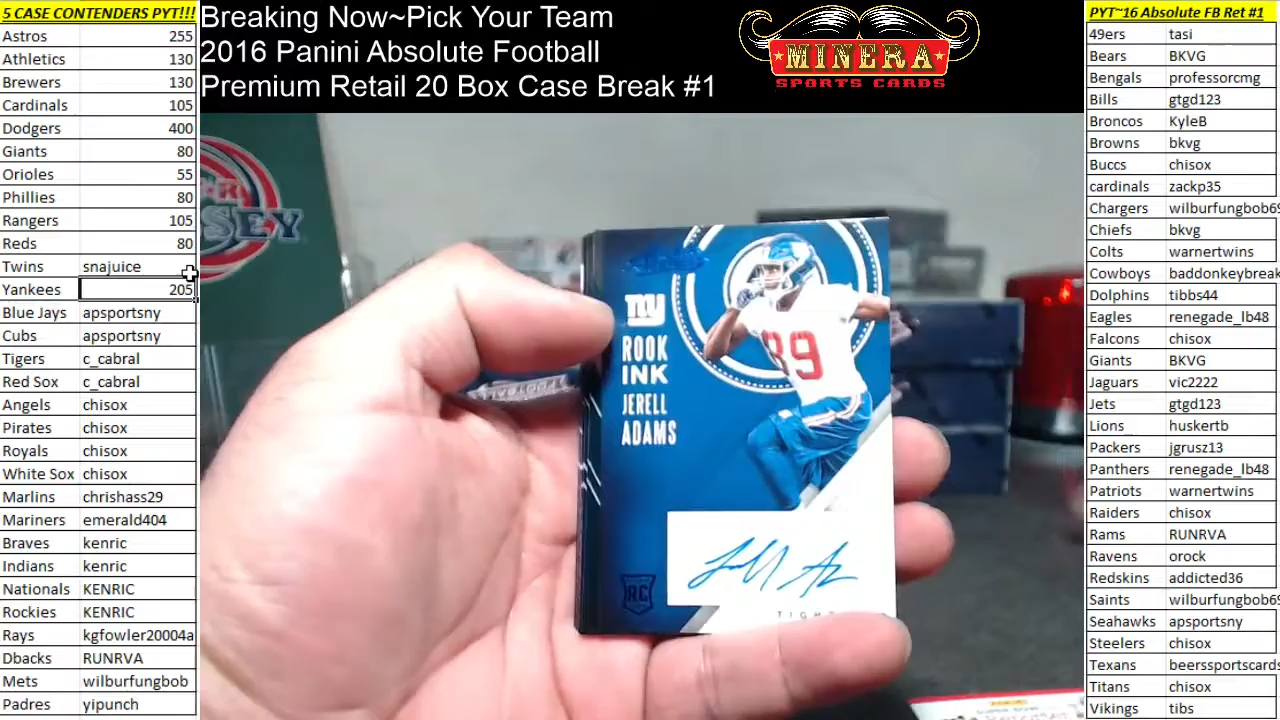 5 CASE CONTENDERS PYT!!!
Astros 255
Athletics 130
Brewers 130
Cardinals 105
Dodgers 400
Giants 80
Orioles 55
Phillies 80
Rangers 105
Reds 80
Twins snajuice
Yankees 205
Blue Jays apsportsny
Cubs apsportsny
Tigers c_cabral
Red Sox c_cabral
Angels chisox
Pirates chisox
Royals chisox
White Sox chisox
Marlins chrishass29
Mariners emerald404
Braves kenric
Indians kenric
Nationals KENRIC
Rockies KENRIC
Rays kgfowler20004a
Dbacks RUNRVA
Mets wilburfungbob
Padres yipunch
Breaking Now~Pick Your Team
2016 Panini Absolute Football
Premium Retail 20 Box Case Break #1
MINERA
SPORTS CARDS
ny
ROOK
INK
JERELL
ADAMS
89
RC
TIGHT
PYT~16 Absolute FB Ret #1
49ers tasi
Bears BKVG
Bengals professorcmg
Bills gtgd123
Broncos KyleB
Browns bkvg
Buccs chisox
cardinals zackp35
Chargers wilburfungbob69
Chiefs bkvg
Colts warnertwins
Cowboys baddonkeybreak
Dolphins tibbs44
Eagles renegade_lb48
Falcons chisox
Giants BKVG
Jaguars vic2222
Jets gtgd123
Lions huskertb
Packers jgrusz13
Panthers renegade_lb48
Patriots warnertwins
Raiders chisox
Rams RUNRVA
Ravens orock
Redskins addicted36
Saints wilburfungbob69
Seahawks apsportsny
Steelers chisox
Texans beerssportscards
Titans chisox
Vikings tibs